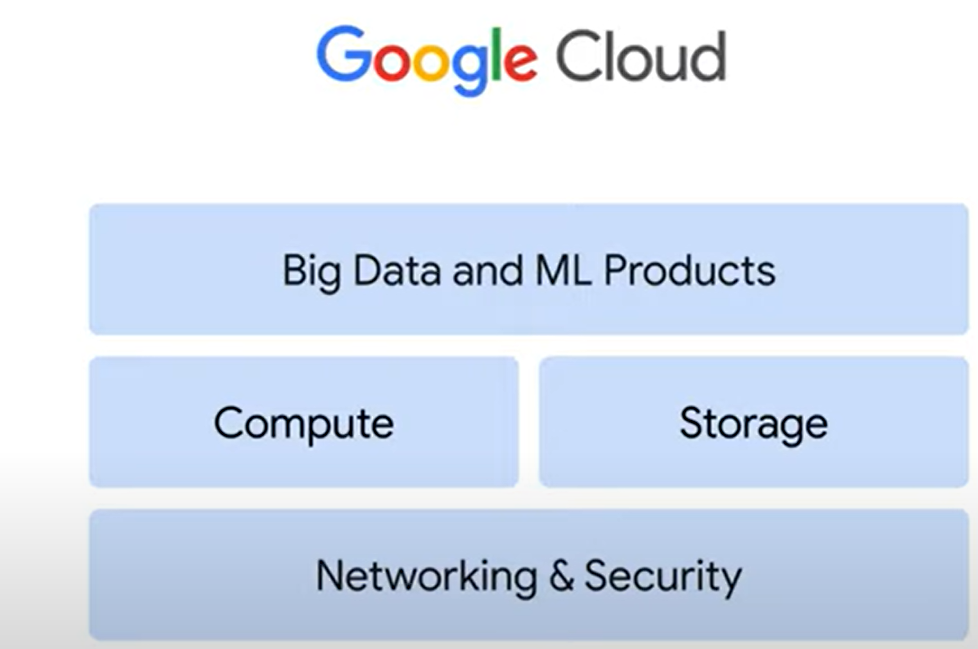 Google Cloud
Big Data and ML Products
Compute
Storage
Networking & Security